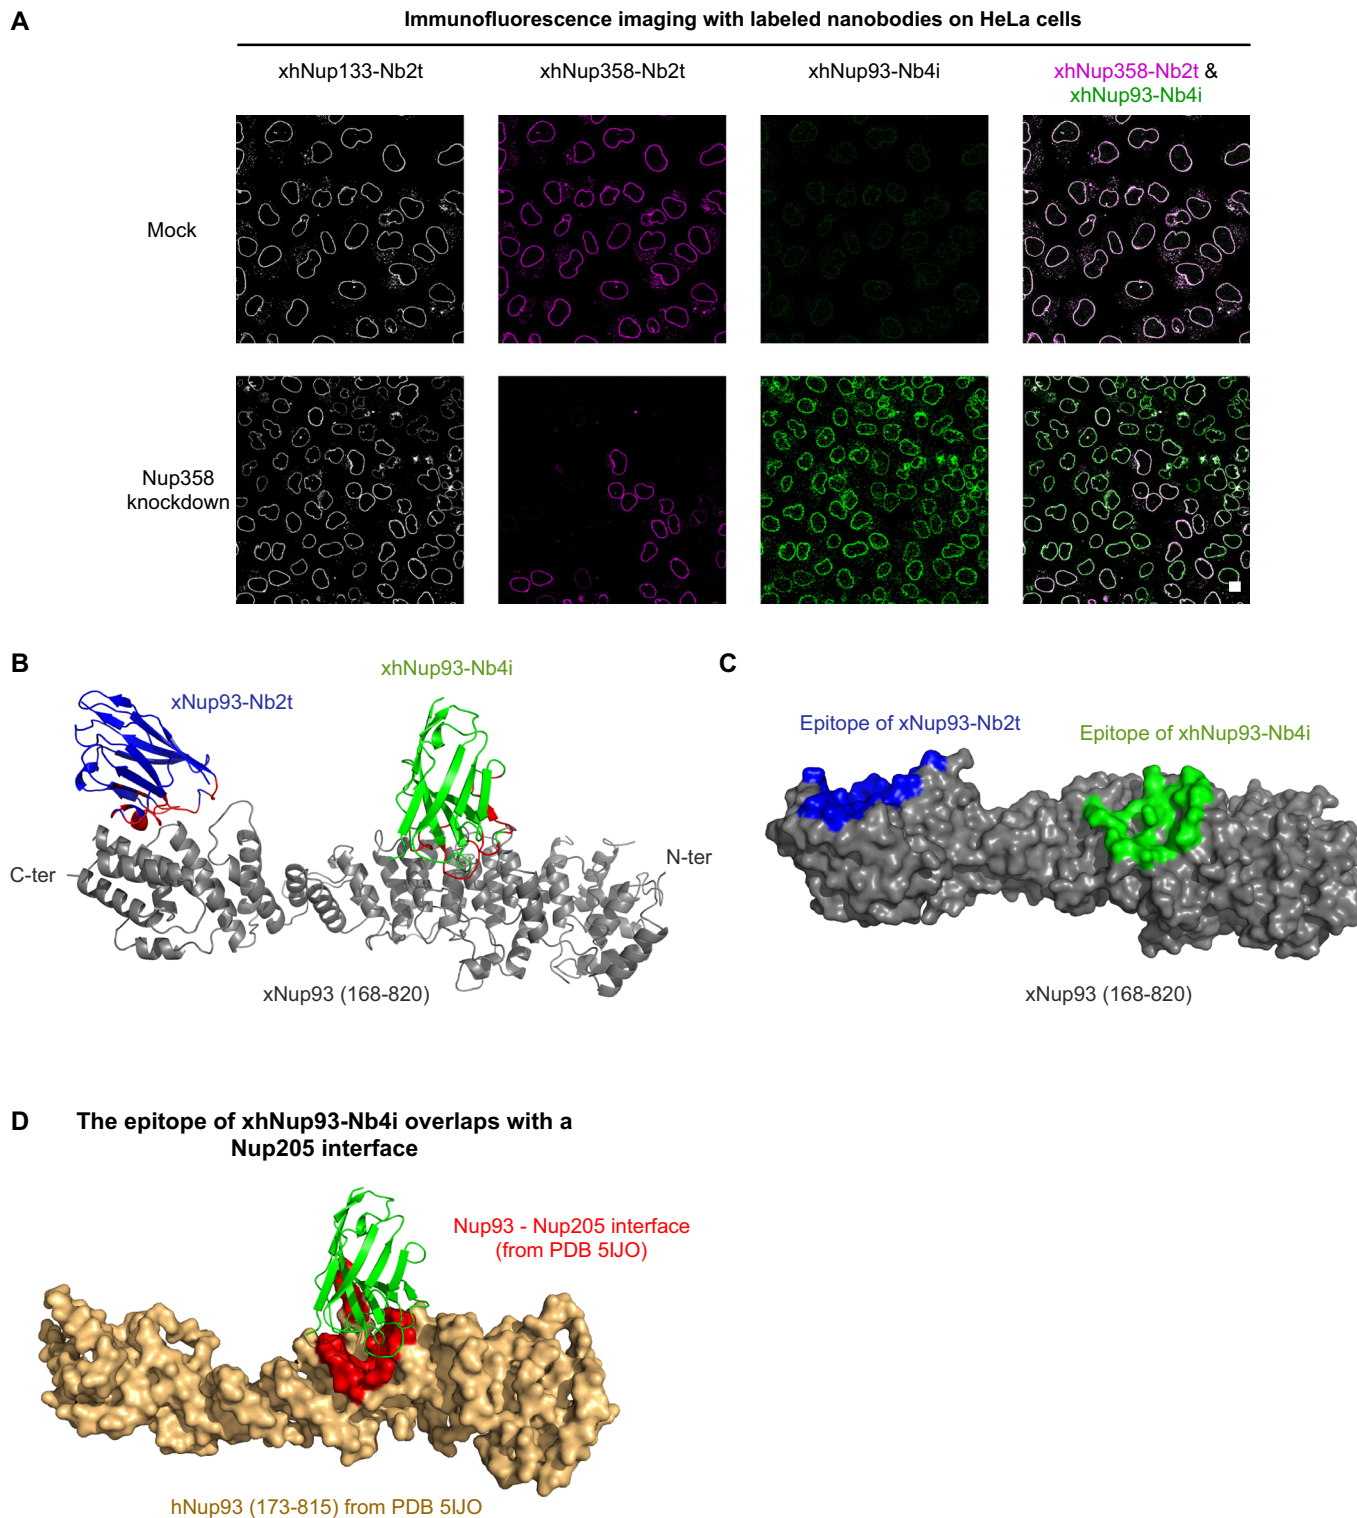 A
Immunofluorescence imaging with labeled nanobodies on HeLa cells
xhNup133-Nb2t
xhNup358-Nb2t
xhNup93-Nb4i
xhNup358-Nb2t &
xhNup93-Nb4i
Mock
Nup358
knockdown
B
xNup93-Nb2t
xhNup93-Nb4i
C-ter
N-ter
xNup93 (168-820)
C
Epitope of xNup93-Nb2t
Epitope of xhNup93-Nb4i
xNup93 (168-820)
D
The epitope of xhNup93-Nb4i overlaps with a
Nup205 interface
Nup93 - Nup205 interface
(from PDB 5IJO)
hNup93 (173-815) from PDB 5IJO